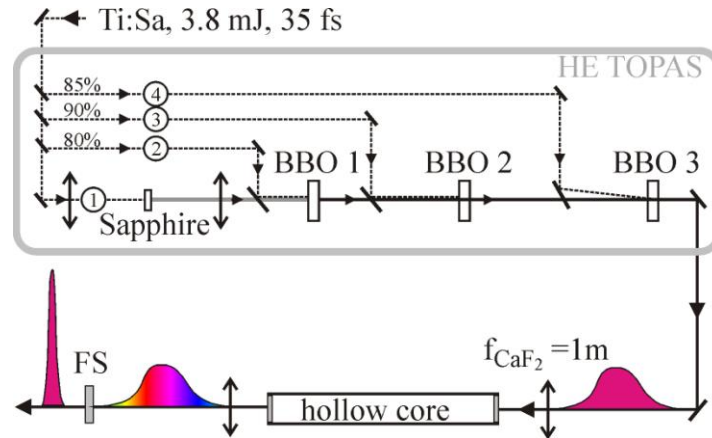 Ti:Sa, 3.8 mJ, 35 fs
HE TOPAS
85%
4
90%
3
80%
2
BBO 1
BBO 2
BBO 3
1
Sapphire
FS
f_CaF₂ =1m
hollow core